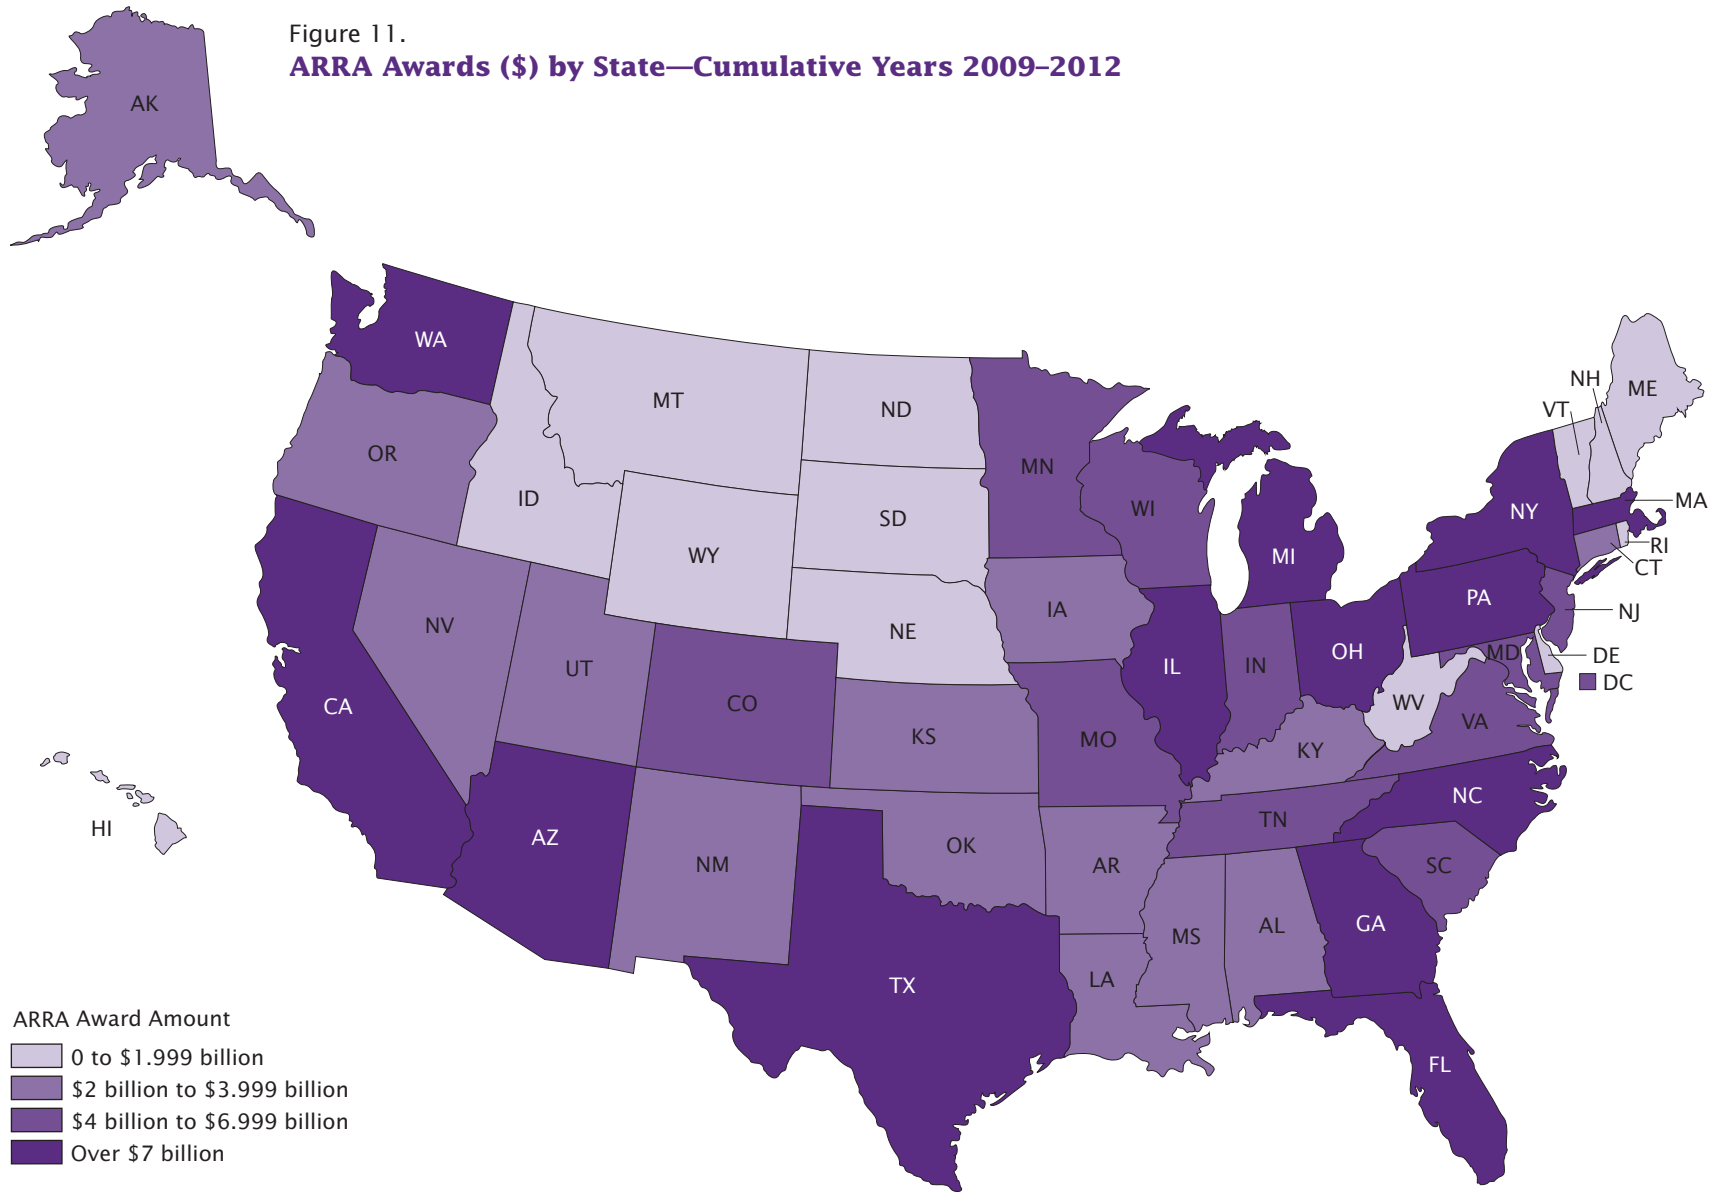 Figure 11.
ARRA Awards ($) by State—Cumulative Years 2009–2012
AK
WA
MT
ND
OR
ID
MN
NH
ME
VT
SD
WI
NY
MA
WY
MI
RI
CT
NE
IA
PA
NJ
NV
UT
IL
IN
OH
MD
DE
DC
CA
CO
KS
MO
WV
VA
KY
HI
AZ
NM
OK
AR
TN
NC
SC
TX
LA
MS
AL
GA
FL
ARRA Award Amount
0 to $1.999 billion
$2 billion to $3.999 billion
$4 billion to $6.999 billion
Over $7 billion